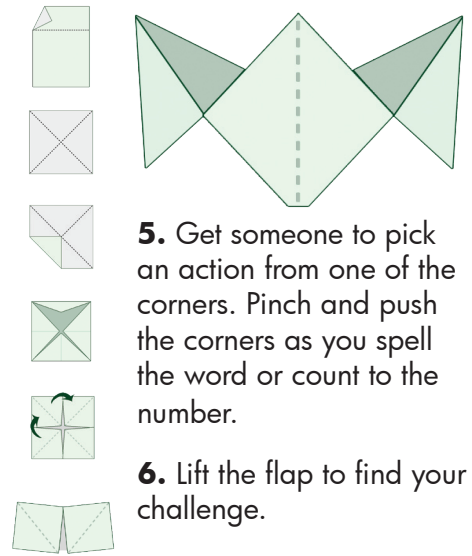 5. Get someone to pick
an action from one of the
corners. Pinch and push
the corners as you spell
the word or count to the
number.
6. Lift the flap to find your
challenge.